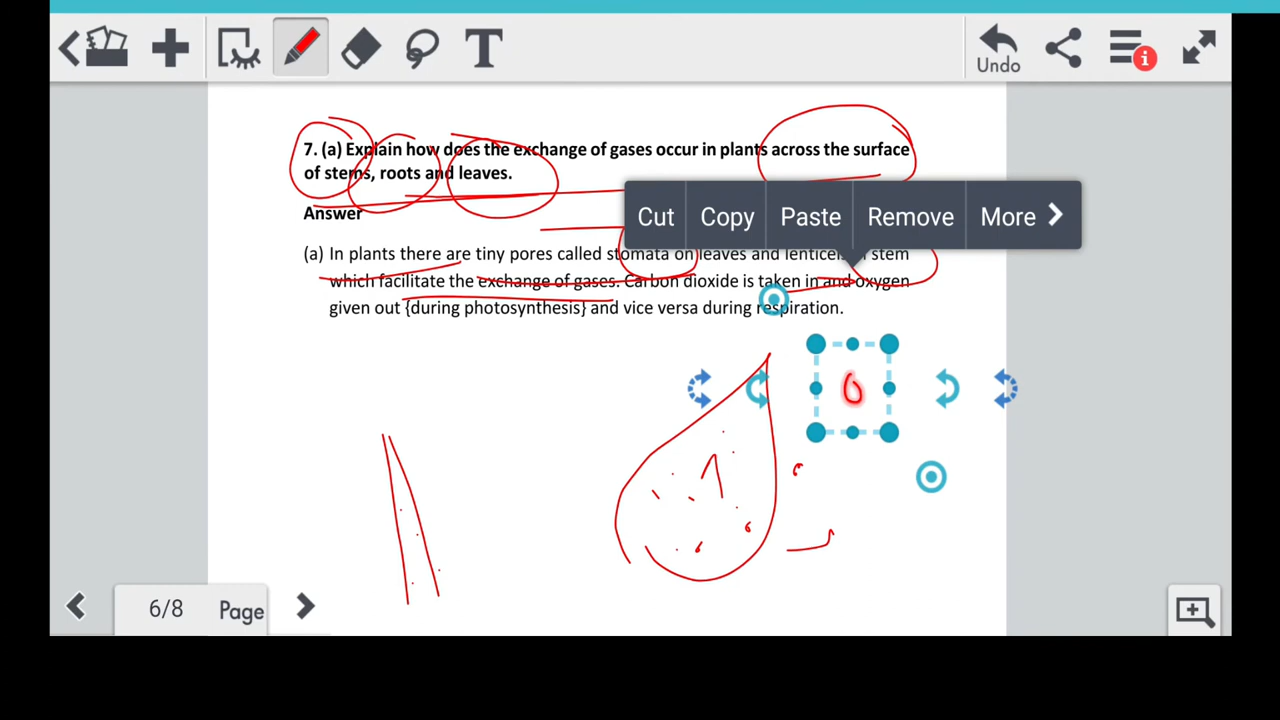 Undo
i
7. (a) Explain how does the exchange of gases occur in plants across the surface
of stems, roots and leaves.
Answer
Cut Copy Paste Remove More
(a) In plants there are tiny pores called stomata on leaves and lenticels stem
which facilitate the exchange of gases. Carbon dioxide is taken in and oxygen
given out {during photosynthesis} and vice versa during respiration.
T
6/8 Page